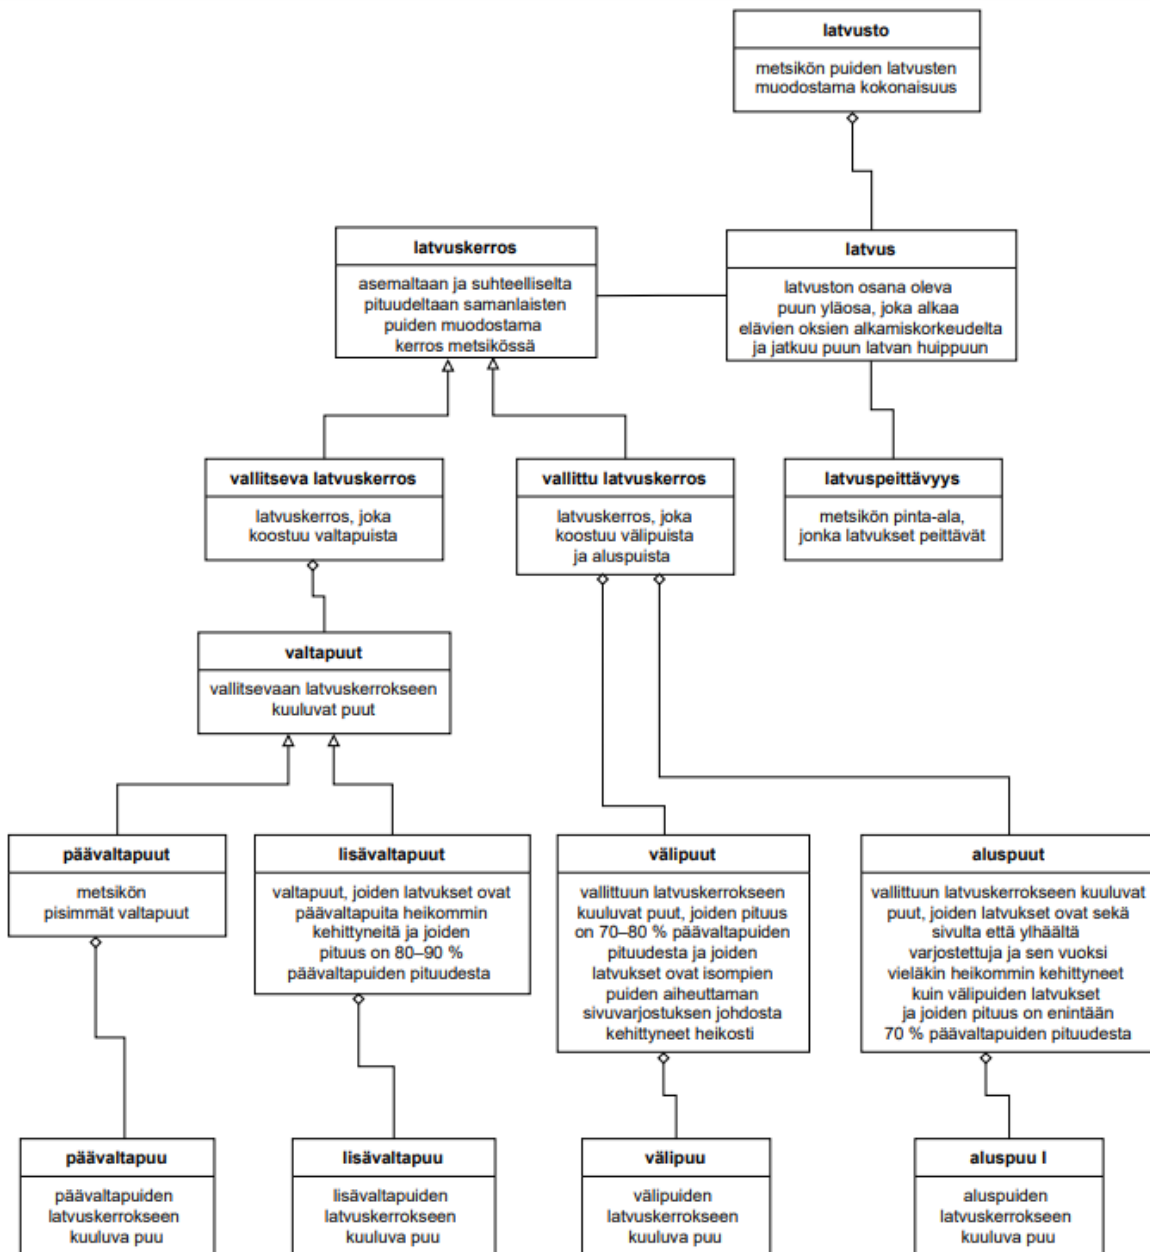 latvusto
metsikön puiden latvusten
muodostama kokonaisuus
latvuskerros
asemaltaan ja suhteelliselta
pituudeltaan samanlaisten
puiden muodostama
kerros metsikössä
latvus
latvuston osana oleva
puun yläosa, joka alkaa
elävien oksien alkamiskorkeudelta
ja jatkuu puun latvan huippuun
vallitseva latvuskerros
latvuskerros, joka
koostuu valtapuista
vallittu latvuskerros
latvuskerros, joka
koostuu välipuista
ja aluspuista
latvuspeittävyys
metsikön pinta-ala,
jonka latvukset peittävät
valtapuut
vallitsevaan latvuskerrokseen
kuuluvat puut
päävaltapuut
metsikön
pisimmät valtapuut
lisävaltapuut
valtapuut, joiden latvukset ovat
päävaltapuita heikommin
kehittyneitä ja joiden
pituus on 80–90 %
päävaltapuiden pituudesta
välipuut
vallittuun latvuskerrokseen
kuuluvat puut, joiden pituus
on 70–80 % päävaltapuiden
pituudesta ja joiden
latvukset ovat isompien
puiden aiheuttaman
sivuvarjostuksen johdosta
kehittyneet heikosti
aluspuut
vallittuun latvuskerrokseen kuuluvat
puut, joiden latvukset ovat sekä
sivulta että ylhäältä
varjostettuja ja sen vuoksi
vieläkin heikommin kehittyneet
kuin välipuiden latvukset
ja joiden pituus on enintään
70 % päävaltapuiden pituudesta
päävaltapuu
päävaltapuiden
latvuskerrokseen
kuuluva puu
lisävaltapuu
lisävaltapuiden
latvuskerrokseen
kuuluva puu
välipuu
välipuiden
latvuskerrokseen
kuuluva puu
aluspuu I
aluspuiden
latvuskerrokseen
kuuluva puu